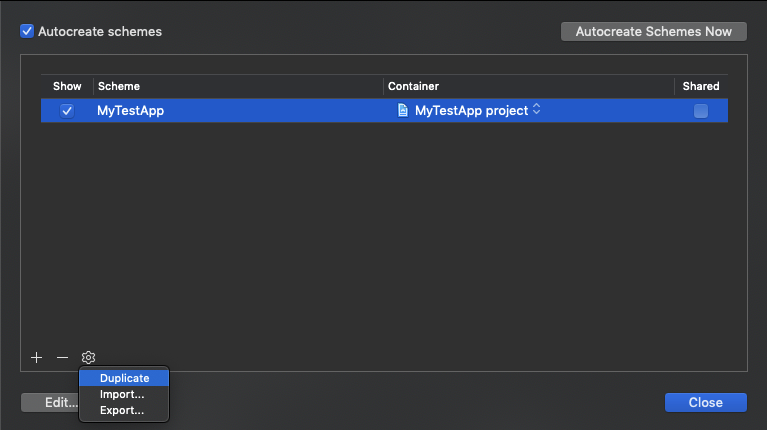 Autocreate schemes
Autocreate Schemes Now
Show Scheme Container Shared
MyTestApp MyTestApp project
Duplicate
Import...
Export...
Edit...
Close